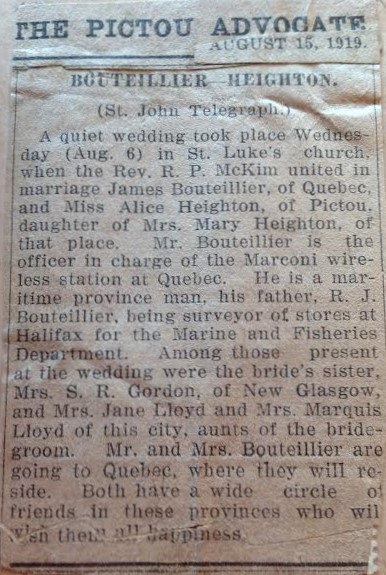 THE PICTOU ADVOCATE
AUGUST 15, 1919.
BOUTEILLIER—HEIGHTON.
(St. John Telegraph.)
A quiet wedding took place Wednes-
day (Aug. 6) in St. Luke's church,
when the Rev. R. P. McKim united in
marriage James Bouteillier, of Quebec,
and Miss Alice Heighton, of Pictou,
daughter of Mrs. Mary Heighton, of
that place. Mr. Bouteillier is the
officer in charge of the Marconi wire-
less station at Quebec. He is a mar-
itime province man, his father, R. J.
Bouteillier, being surveyor of stores at
Halifax for the Marine and Fisheries
Department. Among those present
at the wedding were the bride's sister,
Mrs. S. R. Gordon, of New Glasgow,
and Mrs. Jane Lloyd and Mrs. Marquis
Lloyd of this city, aunts of the bride-
groom. Mr. and Mrs. Bouteillier are
going to Quebec, where they will re-
side. Both have a wide circle of
friends in these provinces who wil
wish them all happiness.